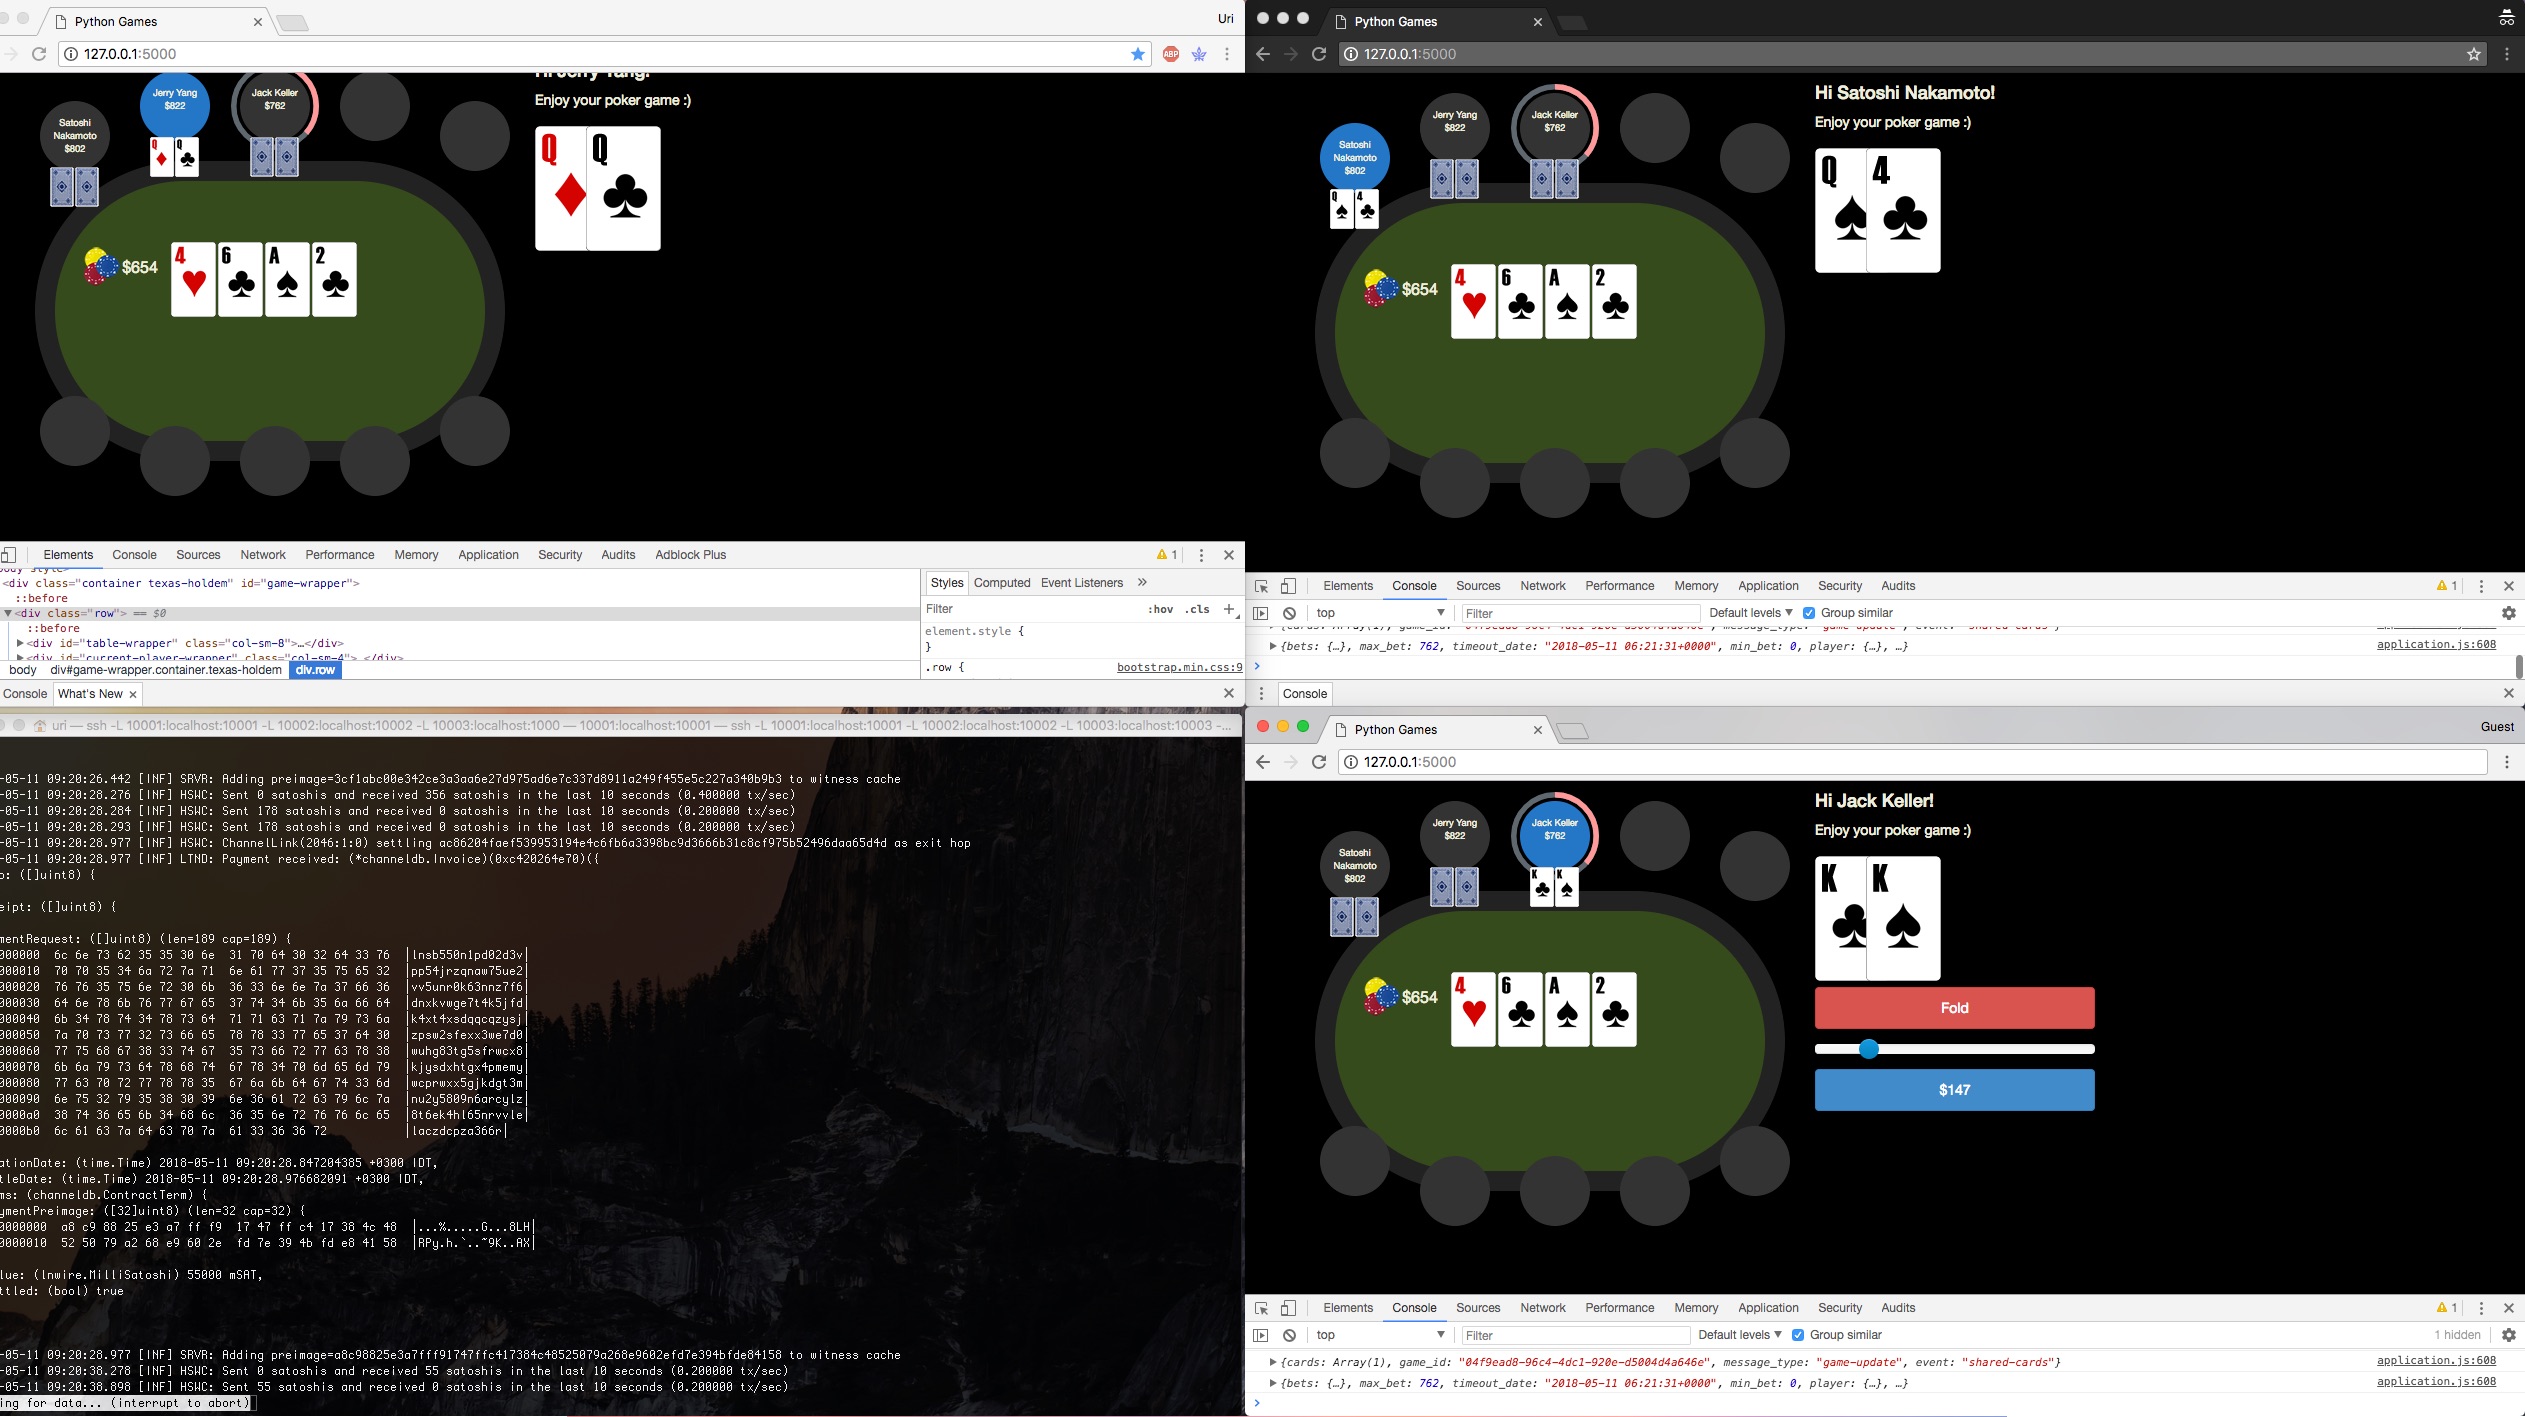 Python Games
Uri
127.0.0.1:5000
Hi Jerry Yang!
Enjoy your poker game :)
Jerry Yang
$822
Jack Keller
$762
Satoshi
Nakamoto
$802
Q Q
Q Q
$654
4 6 A 2
Elements Console Sources Network Performance Memory Application Security Audits Adblock Plus
1
<div class="container texas-holdem" id="game-wrapper">
::before
<div class="row"> == $0
::before
<div id="table-wrapper" class="col-sm-8">…</div>
<div id="current-player-wrapper" class="col-sm-4">…</div>
body div#game-wrapper.container.texas-holdem div.row
Styles Computed Event Listeners »
Filter :hov .cls +
element.style {
}
.row { bootstrap.min.css:9
Console What's New
Python Games
127.0.0.1:5000
Hi Satoshi Nakamoto!
Enjoy your poker game :)
Jerry Yang
$822
Jack Keller
$762
Satoshi
Nakamoto
$802
Q 4
Q 4
$654
4 6 A 2
Elements Console Sources Network Performance Memory Application Security Audits
1
top Filter Default levels Group similar
{cards: Array(1), game_id: "04f9ead8-96c4-4dc1-920e-d5004d4a646e", message_type: "game-update", event: "shared-cards"}
{bets: {…}, max_bet: 762, timeout_date: "2018-05-11 06:21:31+0000", min_bet: 0, player: {…}, …} application.js:608
Console
uri — ssh -L 10001:localhost:10001 -L 10002:localhost:10002 -L 10003:localhost:1000 — 10001:localhost:10001 — ssh -L 10001:localhost:10001 -L 10002:localhost:10002 -L 10003:localhost:10003 -...
-05-11 09:20:26.442 [INF] SRVR: Adding preimage=3cf1abc00e342ce3a3aa6e27d975ad6e7c337d8911a249f455e5c227a340b9b3 to witness cache
-05-11 09:20:28.276 [INF] HSWC: Sent 0 satoshis and received 356 satoshis in the last 10 seconds (0.400000 tx/sec)
-05-11 09:20:28.284 [INF] HSWC: Sent 178 satoshis and received 0 satoshis in the last 10 seconds (0.200000 tx/sec)
-05-11 09:20:28.293 [INF] HSWC: Sent 178 satoshis and received 0 satoshis in the last 10 seconds (0.200000 tx/sec)
-05-11 09:20:28.977 [INF] HSWC: ChannelLink(2046:1:0) settling ac86204faef539953194e4c6fb6a3398bc9d3666b31c8cf975b52496daa65d4d as exit hop
-05-11 09:20:28.977 [INF] LTND: Payment received: (*channeldb.Invoice)(0xc420264e70)({
o: ([]uint8) {
eipt: ([]uint8) {
mentRequest: ([]uint8) (len=189 cap=189) {
000000 6c 6e 73 62 35 35 30 6e 31 70 64 30 32 64 33 76 |lnsb550n1pd02d3v|
000010 70 70 35 34 6a 72 7a 71 6e 61 77 37 35 75 65 32 |pp54jrzqnaw75ue2|
000020 76 76 35 75 6e 72 30 6b 36 33 6e 6e 7a 37 66 36 |vv5unr0k63nnz7f6|
000030 64 6e 78 6b 76 77 67 65 37 74 34 6b 35 6a 66 64 |dnxkvwge7t4k5jfd|
000040 6b 34 78 74 34 78 73 64 71 71 63 71 7a 79 73 6a |k4xt4xsdqqcqzysj|
000050 7a 70 73 77 32 73 66 65 78 78 33 77 65 37 64 30 |zpsw2sfexx3we7d0|
000060 77 75 68 67 38 33 74 67 35 73 66 72 77 63 78 38 |wuhg83tg5sfrwcx8|
000070 6b 6a 79 73 64 78 68 74 67 78 34 70 6d 65 6d 79 |kjysdxhtgx4pmemy|
000080 77 63 70 72 77 78 78 35 67 6a 6b 64 67 74 33 6d |wcprwxx5gjkdgt3m|
000090 6e 75 32 79 35 38 30 39 6e 36 61 72 63 79 6c 7a |nu2y5809n6arcylz|
0000a0 38 74 36 65 6b 34 68 6c 36 35 6e 72 76 76 6c 65 |8t6ek4hl65nrvvle|
0000b0 6c 61 63 7a 64 63 70 7a 61 33 36 36 72 |laczdcpza366r|
ationDate: (time.Time) 2018-05-11 09:20:28.847204385 +0300 IDT,
tleDate: (time.Time) 2018-05-11 09:20:28.976682091 +0300 IDT,
ms: (channeldb.ContractTerm) {
ymentPreimage: ([32]uint8) (len=32 cap=32) {
0000000 a8 c9 88 25 e3 a7 ff f9 17 47 ff c4 17 38 4c 48 |...%.....G...8LH|
0000010 52 50 79 a2 68 e9 60 2e fd 7e 39 4b fd e8 41 58 |RPy.h.`..~9K..AX|
lue: (lnwire.MilliSatoshi) 55000 mSAT,
ttled: (bool) true
-05-11 09:20:28.977 [INF] SRVR: Adding preimage=a8c98825e3a7fff91747ffc417384c48525079a268e9602efd7e394bfde84158 to witness cache
-05-11 09:20:38.278 [INF] HSWC: Sent 0 satoshis and received 55 satoshis in the last 10 seconds (0.200000 tx/sec)
-05-11 09:20:38.898 [INF] HSWC: Sent 55 satoshis and received 0 satoshis in the last 10 seconds (0.200000 tx/sec)
ing for data... (interrupt to abort)
Python Games
Guest
127.0.0.1:5000
Hi Jack Keller!
Enjoy your poker game :)
Jerry Yang
$822
Jack Keller
$762
Satoshi
Nakamoto
$802
K K
K K
$654
4 6 A 2
Fold
$147
Elements Console Sources Network Performance Memory Application Security Audits
1
top Filter Default levels Group similar 1 hidden
{cards: Array(1), game_id: "04f9ead8-96c4-4dc1-920e-d5004d4a646e", message_type: "game-update", event: "shared-cards"} application.js:608
{bets: {…}, max_bet: 762, timeout_date: "2018-05-11 06:21:31+0000", min_bet: 0, player: {…}, …} application.js:608